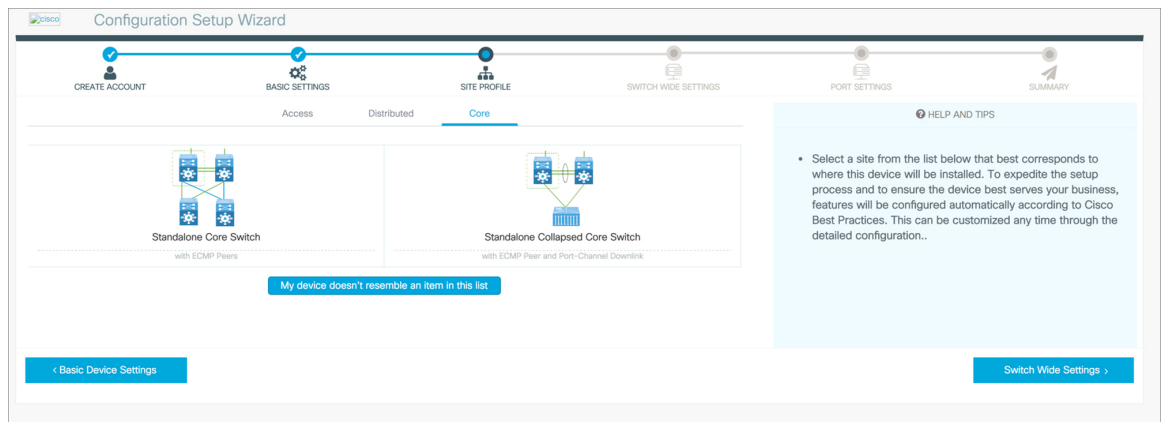 cisco
Configuration Setup Wizard
CREATE ACCOUNT
BASIC SETTINGS
SITE PROFILE
SWITCH WIDE SETTINGS
PORT SETTINGS
SUMMARY
Access
Distributed
Core
Standalone Core Switch
with ECMP Peers
Standalone Collapsed Core Switch
with ECMP Peer and Port-Channel Downlink
My device doesn't resemble an item in this list
HELP AND TIPS
• Select a site from the list below that best corresponds to
where this device will be installed. To expedite the setup
process and to ensure the device best serves your business,
features will be configured automatically according to Cisco
Best Practices. This can be customized any time through the
detailed configuration..
‹ Basic Device Settings
Switch Wide Settings ›